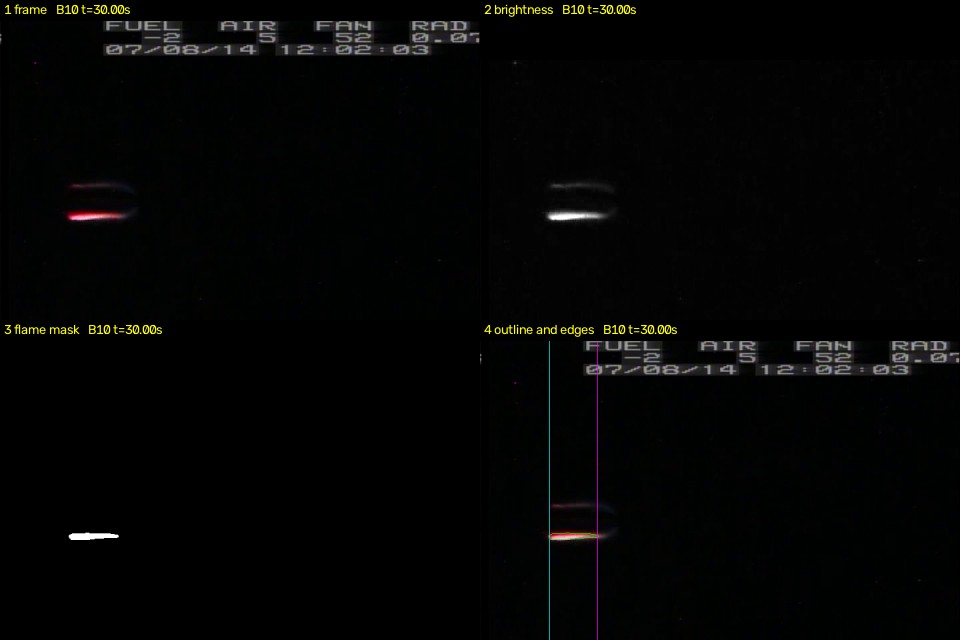 1 frame B10 t=30.00s
FUEL AIR FAN RAD
-2 5 52 0.07
07/08/14 12:02:03
2 brightness B10 t=30.00s
3 flame mask B10 t=30.00s
4 outline and edges B10 t=30.00s
FUEL AIR FAN RAD
-2 5 52 0.07
07/08/14 12:02:03